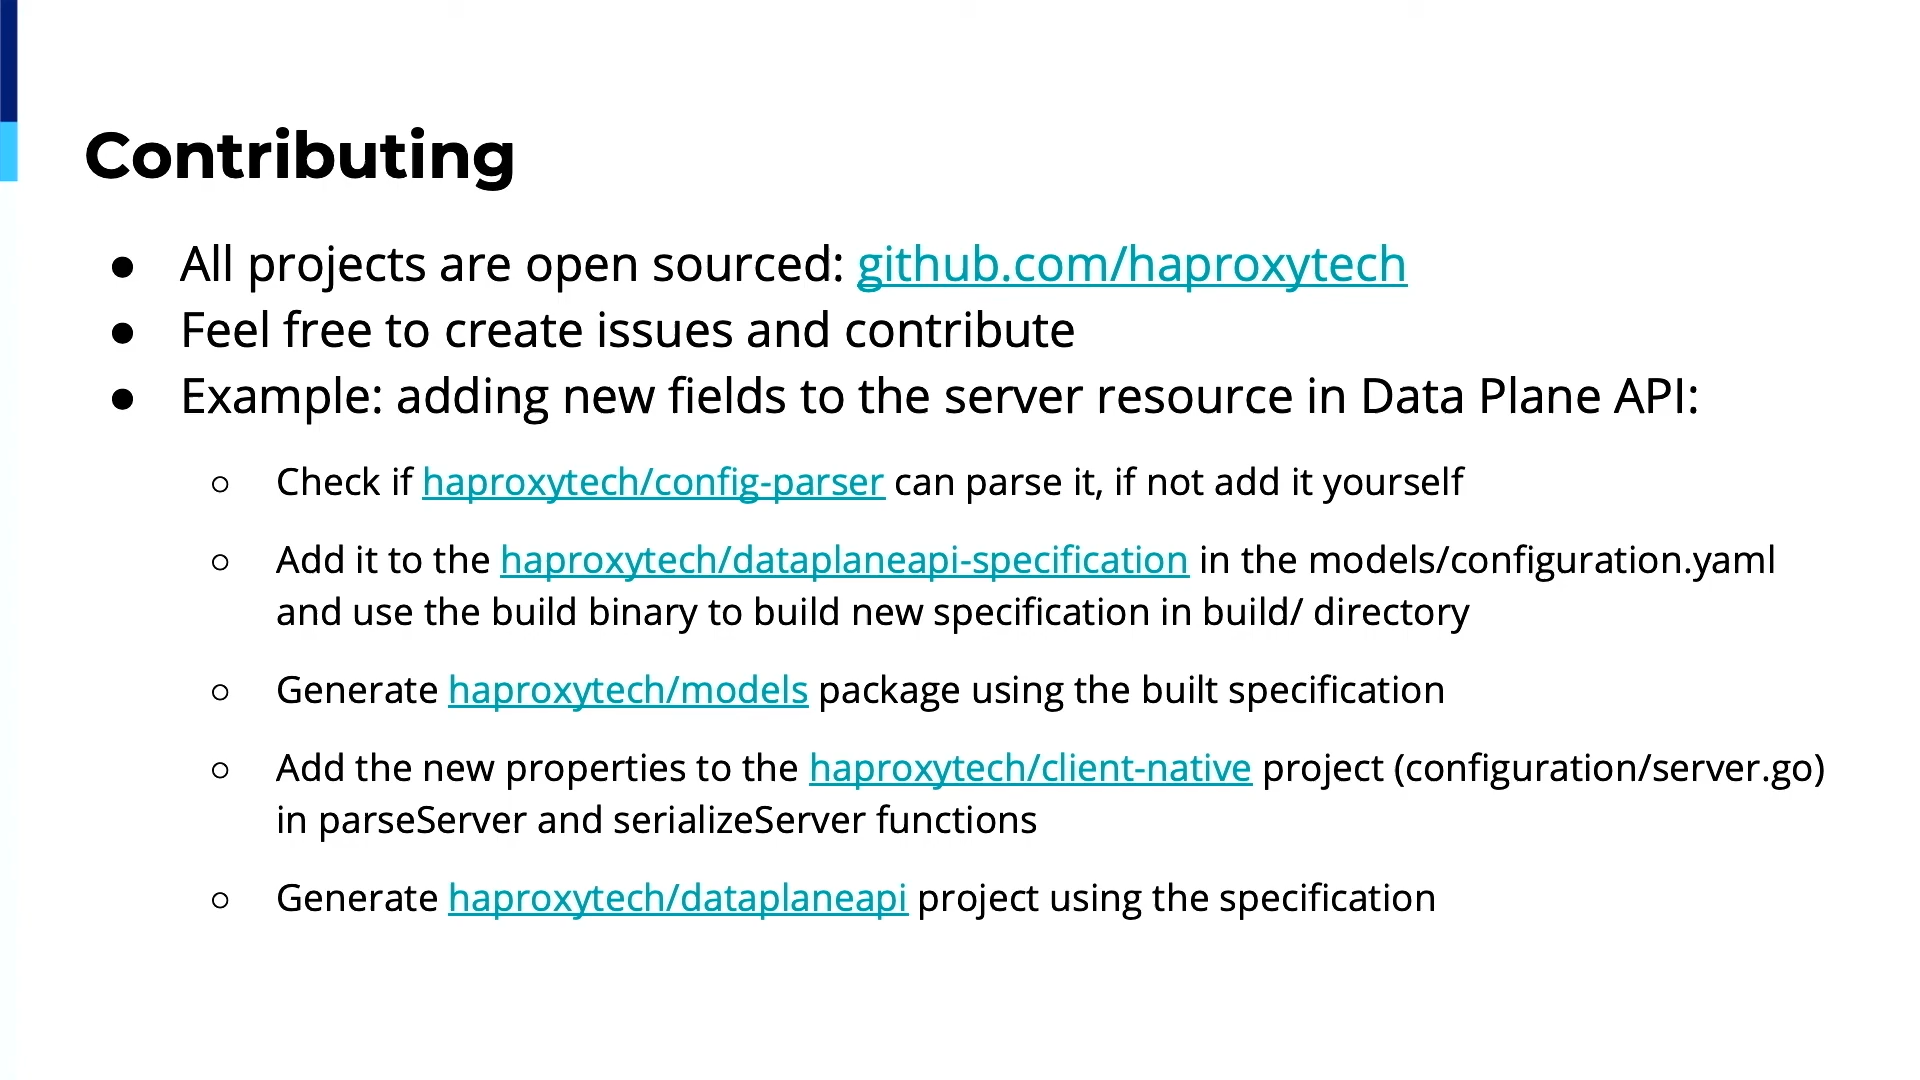 Contributing
● All projects are open sourced: github.com/haproxytech
● Feel free to create issues and contribute
● Example: adding new fields to the server resource in Data Plane API:
○ Check if haproxytech/config-parser can parse it, if not add it yourself
○ Add it to the haproxytech/dataplaneapi-specification in the models/configuration.yaml
and use the build binary to build new specification in build/ directory
○ Generate haproxytech/models package using the built specification
○ Add the new properties to the haproxytech/client-native project (configuration/server.go)
in parseServer and serializeServer functions
○ Generate haproxytech/dataplaneapi project using the specification